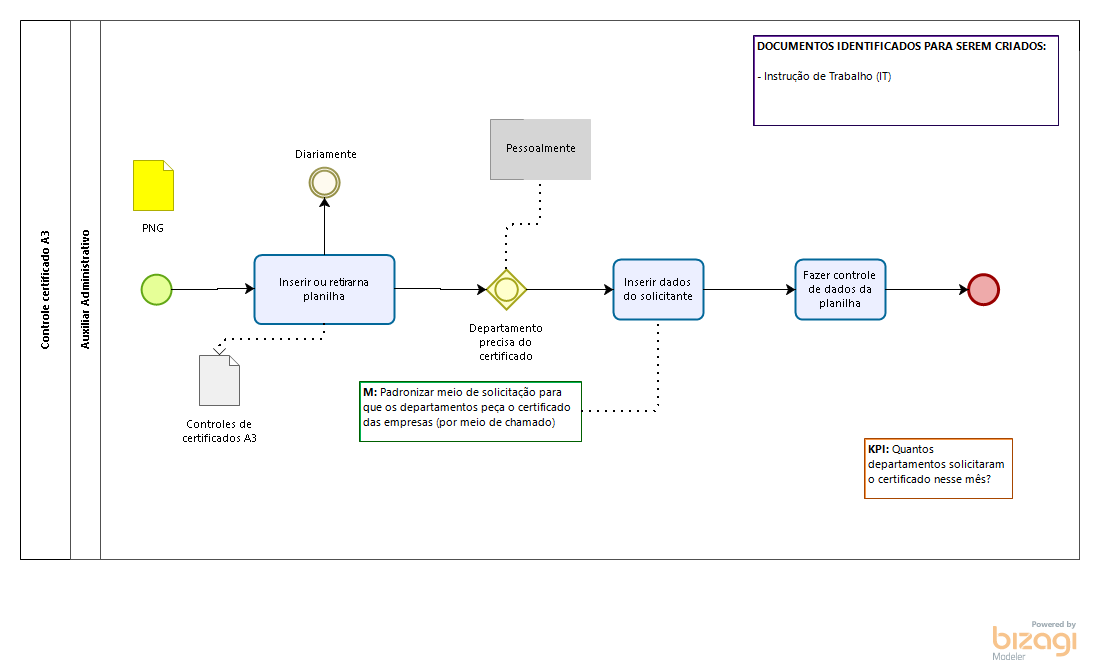 Controle certificado A3
Auxiliar Administrativo
DOCUMENTOS IDENTIFICADOS PARA SEREM CRIADOS:
- Instrução de Trabalho (IT)
Pessoalmente
Diariamente
PNG
Inserir ou retirar na
planilha
Departamento
precisa do
certificado
Inserir dados
do solicitante
Fazer controle
de dados da
planilha
Controles de
certificados A3
M: Padronizar meio de solicitação para
que os departamentos peça o certificado
das empresas (por meio de chamado)
KPI: Quantos
departamentos solicitaram
o certificado nesse mês?
Powered by
bizagi
Modeler